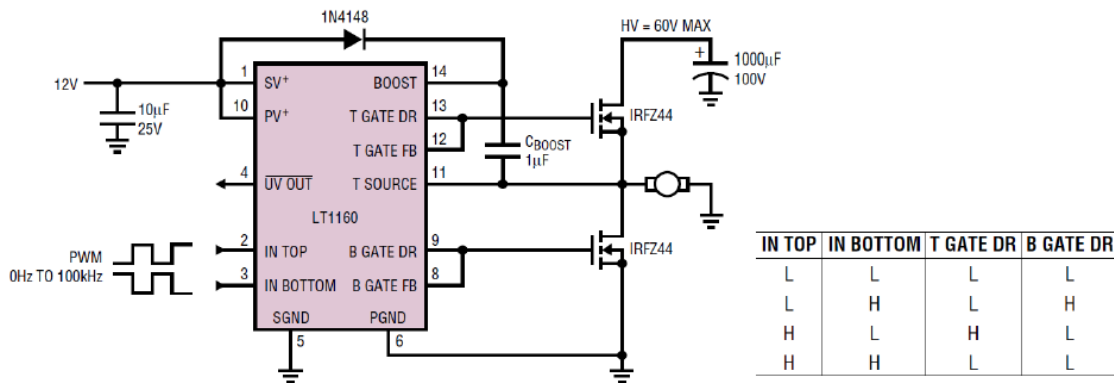 1N4148
HV = 60V MAX
+
1000µF
100V
12V
10µF
25V
1
SV⁺
BOOST
14
10
PV⁺
T GATE DR
13
T GATE FB
12
IRFZ44
C_BOOST
1µF
4
UV OUT
T SOURCE
11
LT1160
PWM
0Hz TO 100kHz
2
IN TOP
B GATE DR
9
IRFZ44
3
IN BOTTOM
B GATE FB
8
SGND
PGND
5
6
IN TOP IN BOTTOM T GATE DR B GATE DR
L L L L
L H L H
H L H L
H H L L